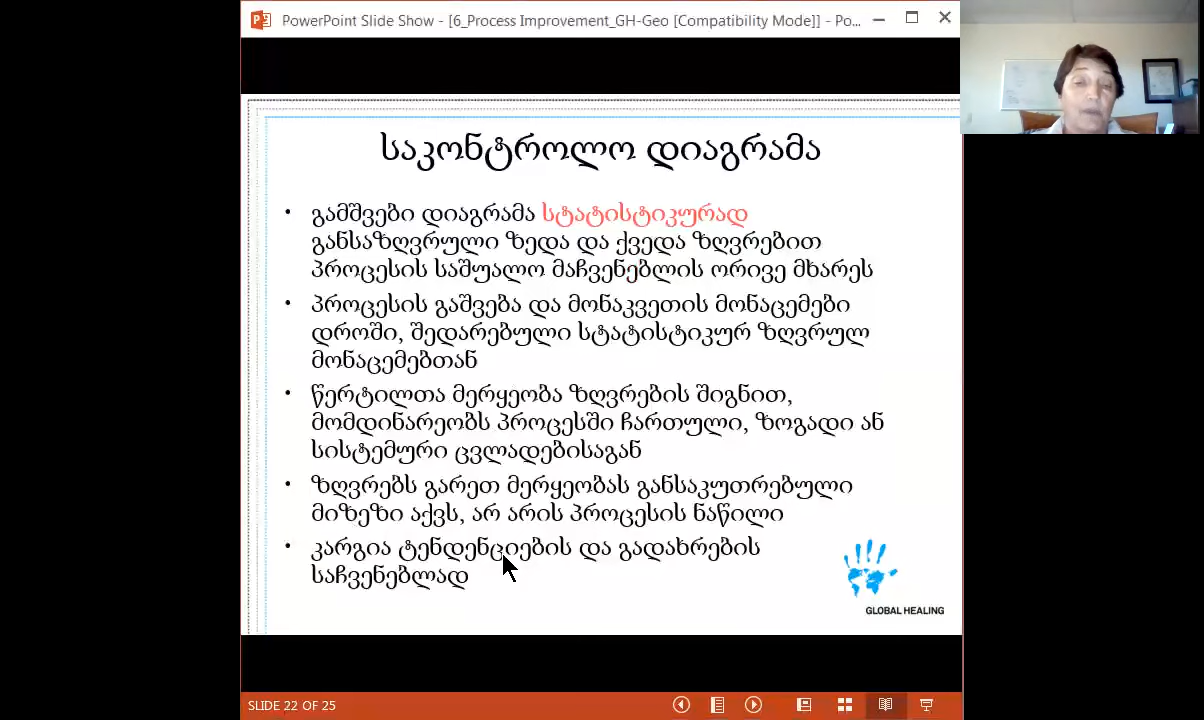 PowerPoint Slide Show - [6_Process Improvement_GH-Geo [Compatibility Mode]] - Po...
საკონტროლო დიაგრამა
• გამშვები დიაგრამა სტატისტიკურად
განსაზღვრული ზედა და ქვედა ზღვრებით
პროცესის საშუალო მაჩვენებლის ორივე მხარეს
• პროცესის გაშვება და მონაკვეთის მონაცემები
დროში, შედარებული სტატისტიკურ ზღვრულ
მონაცემებთან
• წერტილთა მერყეობა ზღვრების შიგნით,
მომდინარეობს პროცესში ჩართული, ზოგადი ან
სისტემური ცვლადებისაგან
• ზღვრებს გარეთ მერყეობას განსაკუთრებული
მიზეზი აქვს, არ არის პროცესის ნაწილი
• კარგია ტენდენციების და გადახრების
საჩვენებლად
GLOBAL HEALING
SLIDE 22 OF 25